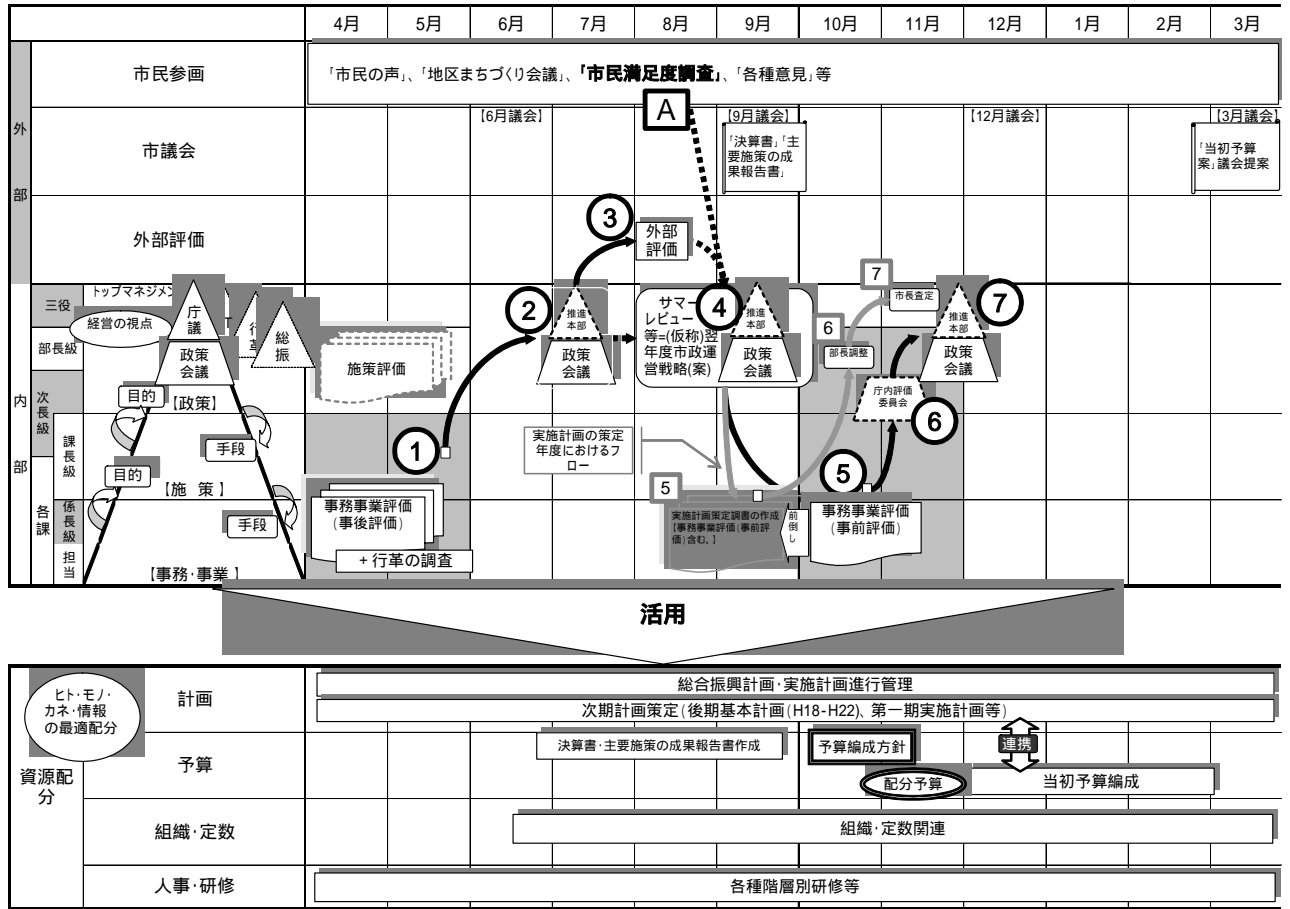 4月
5月
6月
7月
8月
9月
10月
11月
12月
1月
2月
3月
外
部
市民参画
「市民の声」、「地区まちづくり会議」、「市民満足度調査」、「各種意見」等
A
市議会
【6月議会】
【9月議会】
「決算書」「主
要施策の成
果報告書」
【12月議会】
【3月議会】
「当初予算
案」議会提案
外部評価
3
外部
評価
内
部
三役
部長級
次
長
級
各
課
課
長
級
係
長
級
担
当
トップマネジメン
経営の視点
庁
議
行
革
総
振
政策
会議
目的
【政策】
手段
目的
【施 策】
手段
【事務・事業】
施策評価
1
事務事業評価
(事後評価)
+行革の調査
2
推進
本部
政策
会議
サマー
レビュー
等=(仮称)翌
年度市政運
営戦略(案)
4
推進
本部
政策
会議
実施計画の策定
年度におけるフ
ロー
5
実施計画策定調書の作成
【事務事業評価(事前評
価)含む。】
前
倒
し
5
事務事業評価
(事前評価)
6
部長調整
7
市長査定
庁内評価
委員会
6
推進
本部
政策
会議
7
活用
ヒト・モノ・
カネ・情報
の最適配分
資源配
分
計画
総合振興計画・実施計画進行管理
次期計画策定(後期基本計画(H18-H22)、第一期実施計画等)
予算
決算書・主要施策の成果報告書作成
予算編成方針
連携
配分予算
当初予算編成
組織・定数
組織・定数関連
人事・研修
各種階層別研修等